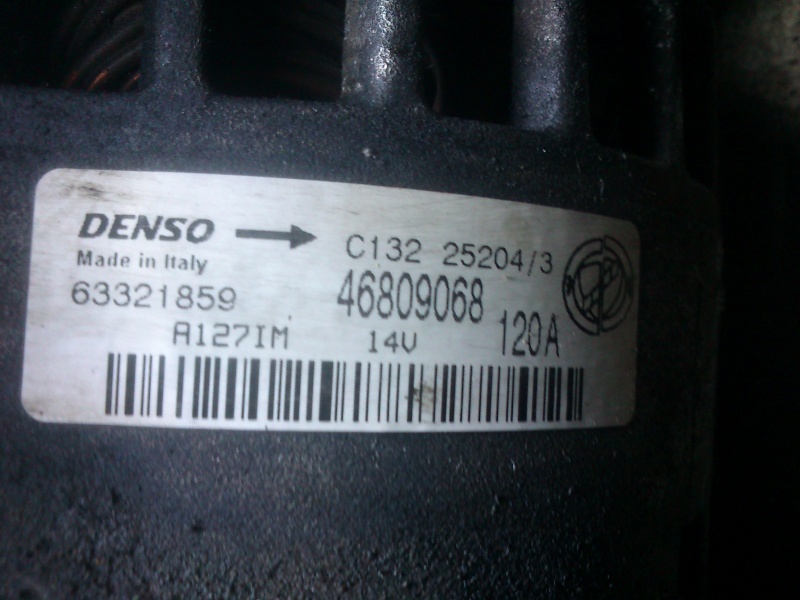 DENSO
Made in Italy
C132 25204/3
63321859
46809068
A127IM 14V 120A